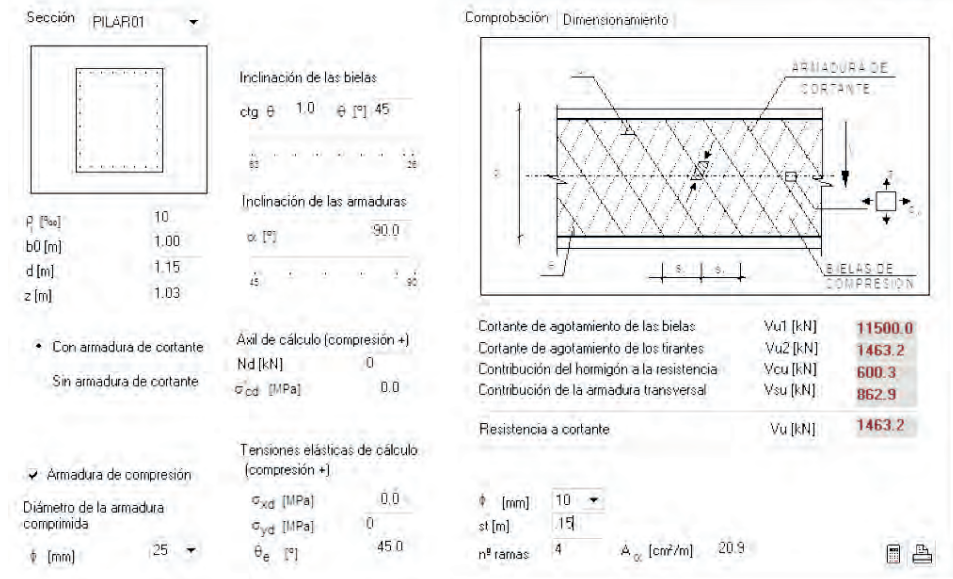 Sección PILAR01
Inclinación de las bielas
ctg θ 1.0 θ [º] 45
63 26
Inclinación de las armaduras
α [º] 90.0
45 90
ρ [‰] 10
b0 [m] 1.00
d [m] 1.15
z [m] 1.03
Con armadura de cortante
Sin armadura de cortante
Axil de cálculo (compresión +)
Nd [kN] 0
σ'cd [MPa] 0.0
Armadura de compresión
Diámetro de la armadura
comprimida
ϕ [mm] 25
Tensiones elásticas de cálculo
(compresión +)
σxd [MPa] 0.0
σyd [MPa] 0
θe [º] 45.0
Comprobación Dimensionamiento
ARMADURA DE
CORTANTE
BIELAS DE
COMPRESION
Cortante de agotamiento de las bielas Vu1 [kN] 11500.0
Cortante de agotamiento de los tirantes Vu2 [kN] 1463.2
Contribución del hormigón a la resistencia Vcu [kN] 600.3
Contribución de la armadura transversal Vsu [kN] 862.9
Resistencia a cortante Vu [kN] 1463.2
ϕ [mm] 10
st [m] .15
nº ramas 4 Aα [cm²/m] 20.9